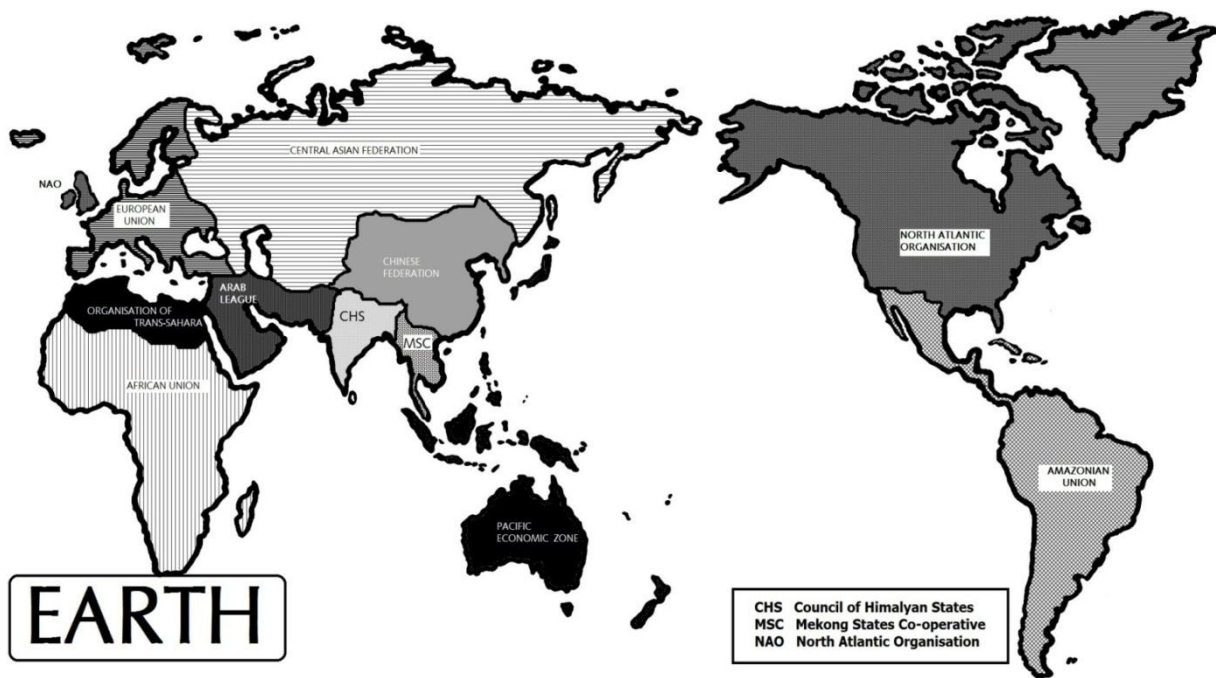 CENTRAL ASIAN FEDERATION
NAO
EUROPEAN
UNION
CHINESE
FEDERATION
NORTH ATLANTIC
ORGANISATION
ARAB
LEAGUE
ORGANISATION OF
TRANS-SAHARA
CHS
MSC
AFRICAN UNION
AMAZONIAN
UNION
PACIFIC
ECONOMIC ZONE
EARTH
CHS Council of Himalyan States
MSC Mekong States Co-operative
NAO North Atlantic Organisation